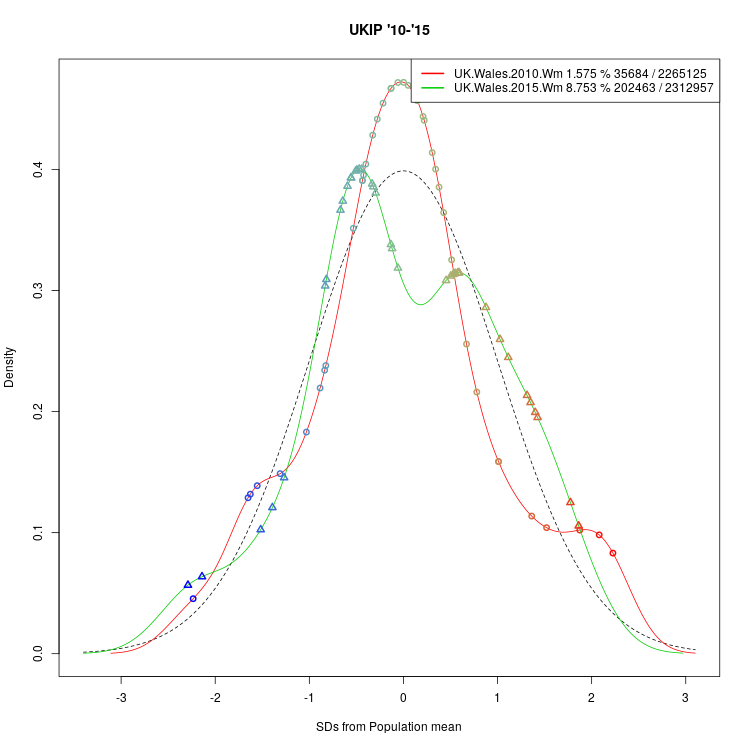 UKIP '10-'15
UK.Wales.2010.Wm 1.575 % 35684 / 2265125
UK.Wales.2015.Wm 8.753 % 202463 / 2312957
Density
0.4
0.3
0.2
0.1
0.0
-3 -2 -1 0 1 2 3
SDs from Population mean